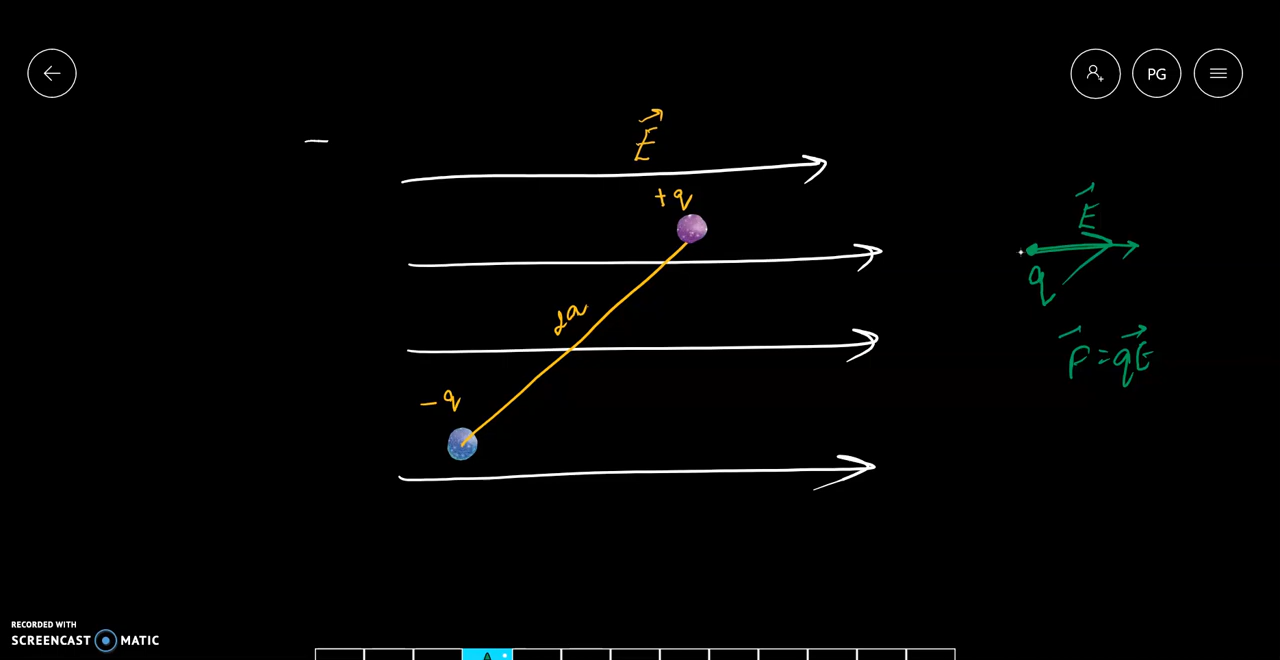 PG
—
E
+q
2a
-q
E
q
F=qE
RECORDED WITH
SCREENCAST MATIC